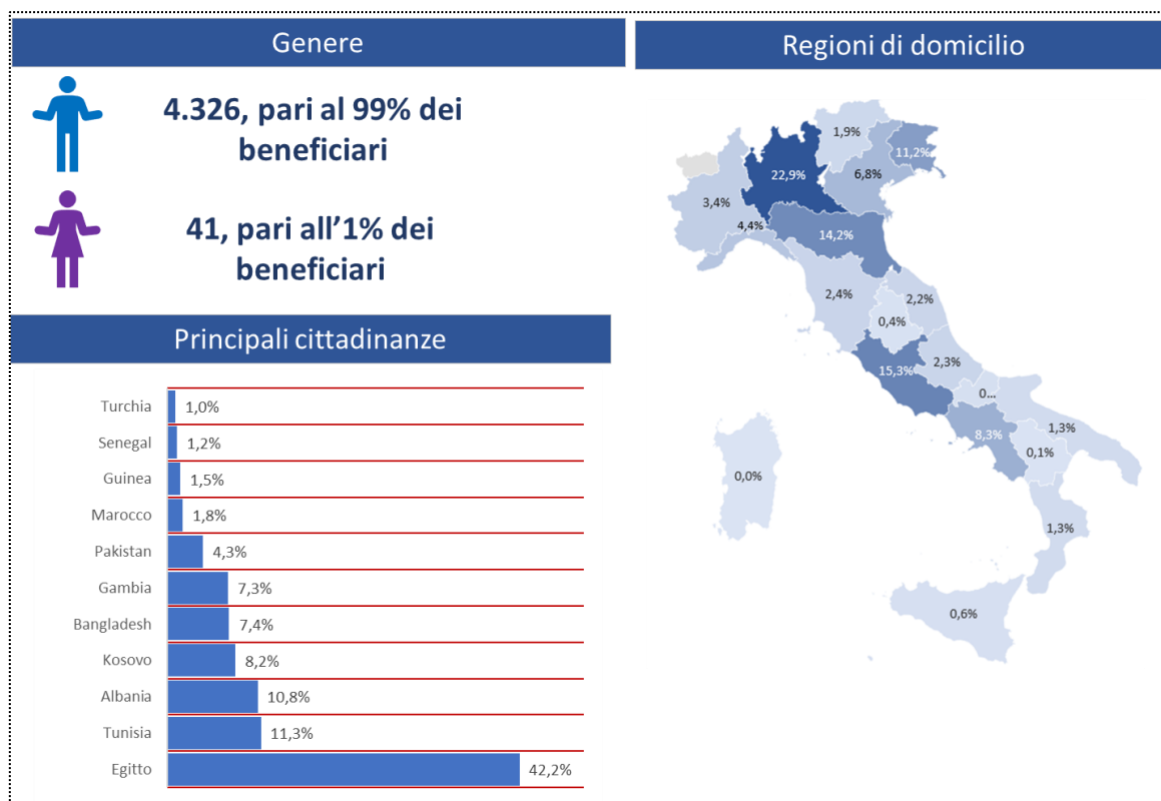 Genere
4.326, pari al 99% dei
beneficiari
41, pari all’1% dei
beneficiari
Principali cittadinanze
Turchia 1,0%
Senegal 1,2%
Guinea 1,5%
Marocco 1,8%
Pakistan 4,3%
Gambia 7,3%
Bangladesh 7,4%
Kosovo 8,2%
Albania 10,8%
Tunisia 11,3%
Egitto 42,2%
Regioni di domicilio
1,9%
11,2%
22,9%
6,8%
3,4%
4,4%
14,2%
2,4%
2,2%
0,4%
2,3%
15,3%
0...
1,3%
8,3%
0,1%
0,0%
1,3%
0,6%